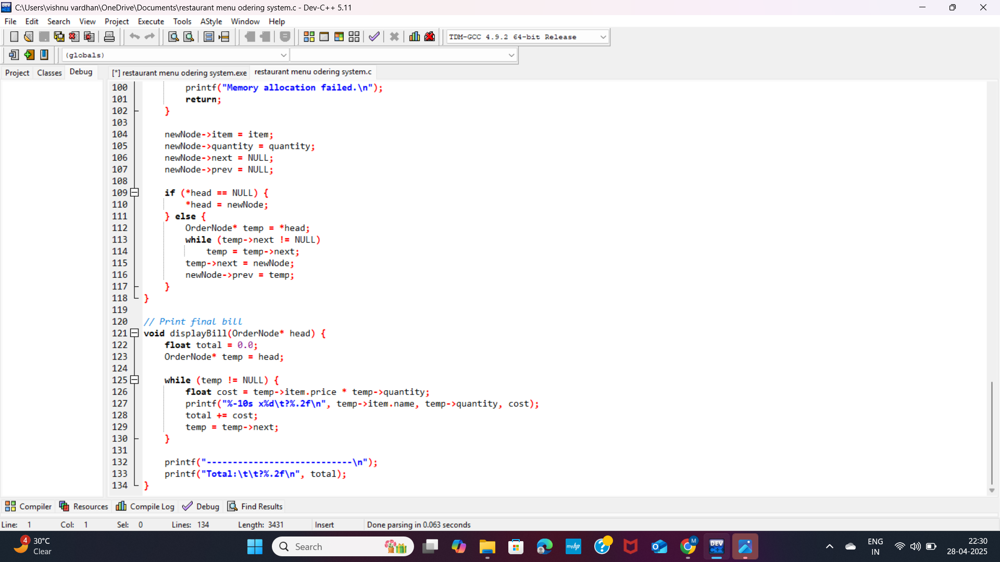 C:\Users\vishnu vardhan\OneDrive\Documents\restaurant menu odering system.c - Dev-C++ 5.11
File Edit Search View Project Execute Tools AStyle Window Help
TDM-GCC 4.9.2 64-bit Release
(globals)
Project Classes Debug [*] restaurant menu odering system.exe restaurant menu odering system.c
100         printf("Memory allocation failed.\n");
101         return;
102     }
103
104     newNode->item = item;
105     newNode->quantity = quantity;
106     newNode->next = NULL;
107     newNode->prev = NULL;
108
109     if (*head == NULL) {
110         *head = newNode;
111     } else {
112         OrderNode* temp = *head;
113         while (temp->next != NULL)
114             temp = temp->next;
115         temp->next = newNode;
116         newNode->prev = temp;
117     }
118 }
119
120 // Print final bill
121 void displayBill(OrderNode* head) {
122     float total = 0.0;
123     OrderNode* temp = head;
124
125     while (temp != NULL) {
126         float cost = temp->item.price * temp->quantity;
127         printf("%-10s x%d\t?%.2f\n", temp->item.name, temp->quantity, cost);
128         total += cost;
129         temp = temp->next;
130     }
131
132     printf("----------------------------\n");
133     printf("Total:\t\t?%.2f\n", total);
134 }
Compiler Resources Compile Log Debug Find Results
Line: 1 Col: 1 Sel: 0 Lines: 134 Length: 3431 Insert Done parsing in 0.063 seconds
4 30°C
Clear
Search
myhp
M
DEV C++
ENG
IN
22:30
28-04-2025